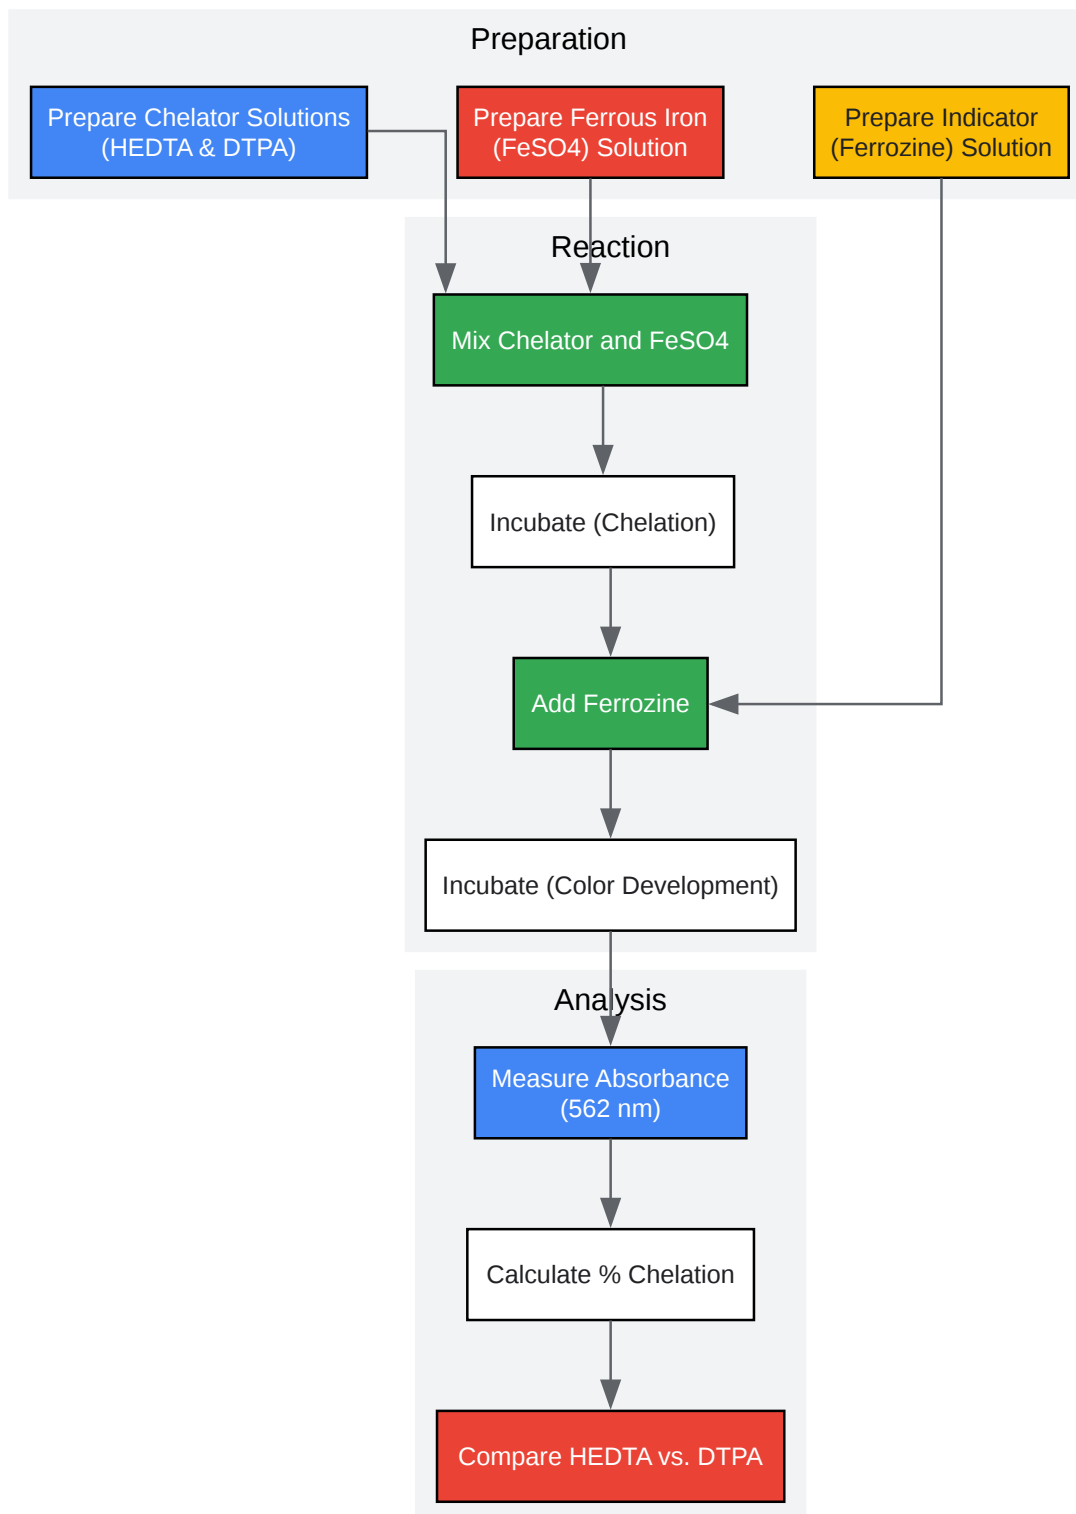 Preparation
Prepare Chelator Solutions
(HEDTA & DTPA)
Prepare Ferrous Iron
(FeSO4) Solution
Prepare Indicator
(Ferrozine) Solution
Reaction
Mix Chelator and FeSO4
Incubate (Chelation)
Add Ferrozine
Incubate (Color Development)
Analysis
Measure Absorbance
(562 nm)
Calculate % Chelation
Compare HEDTA vs. DTPA